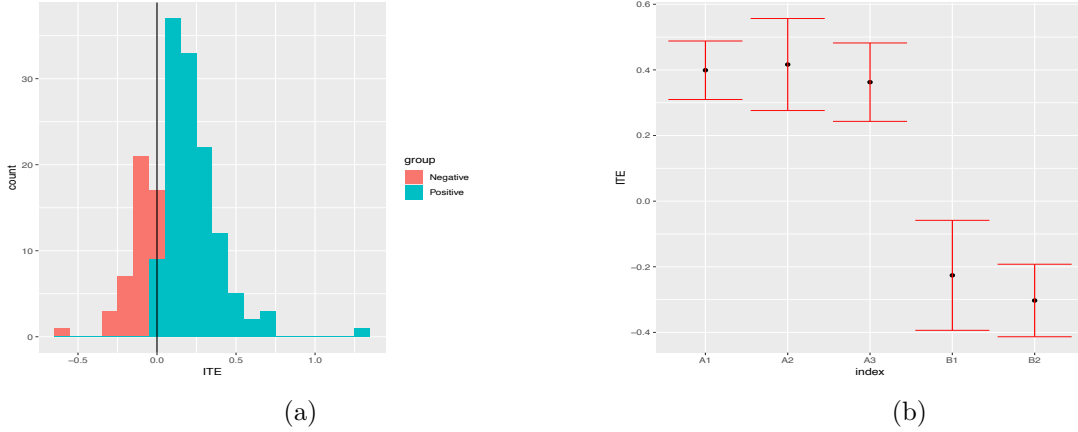 count
30
20
10
0
−0.5
0.0
0.5
1.0
ITE
group
Negative
Positive
(a)
ITE
0.6
0.4
0.2
0.0
−0.2
−0.4
A1
A2
A3
B1
B2
index
(b)